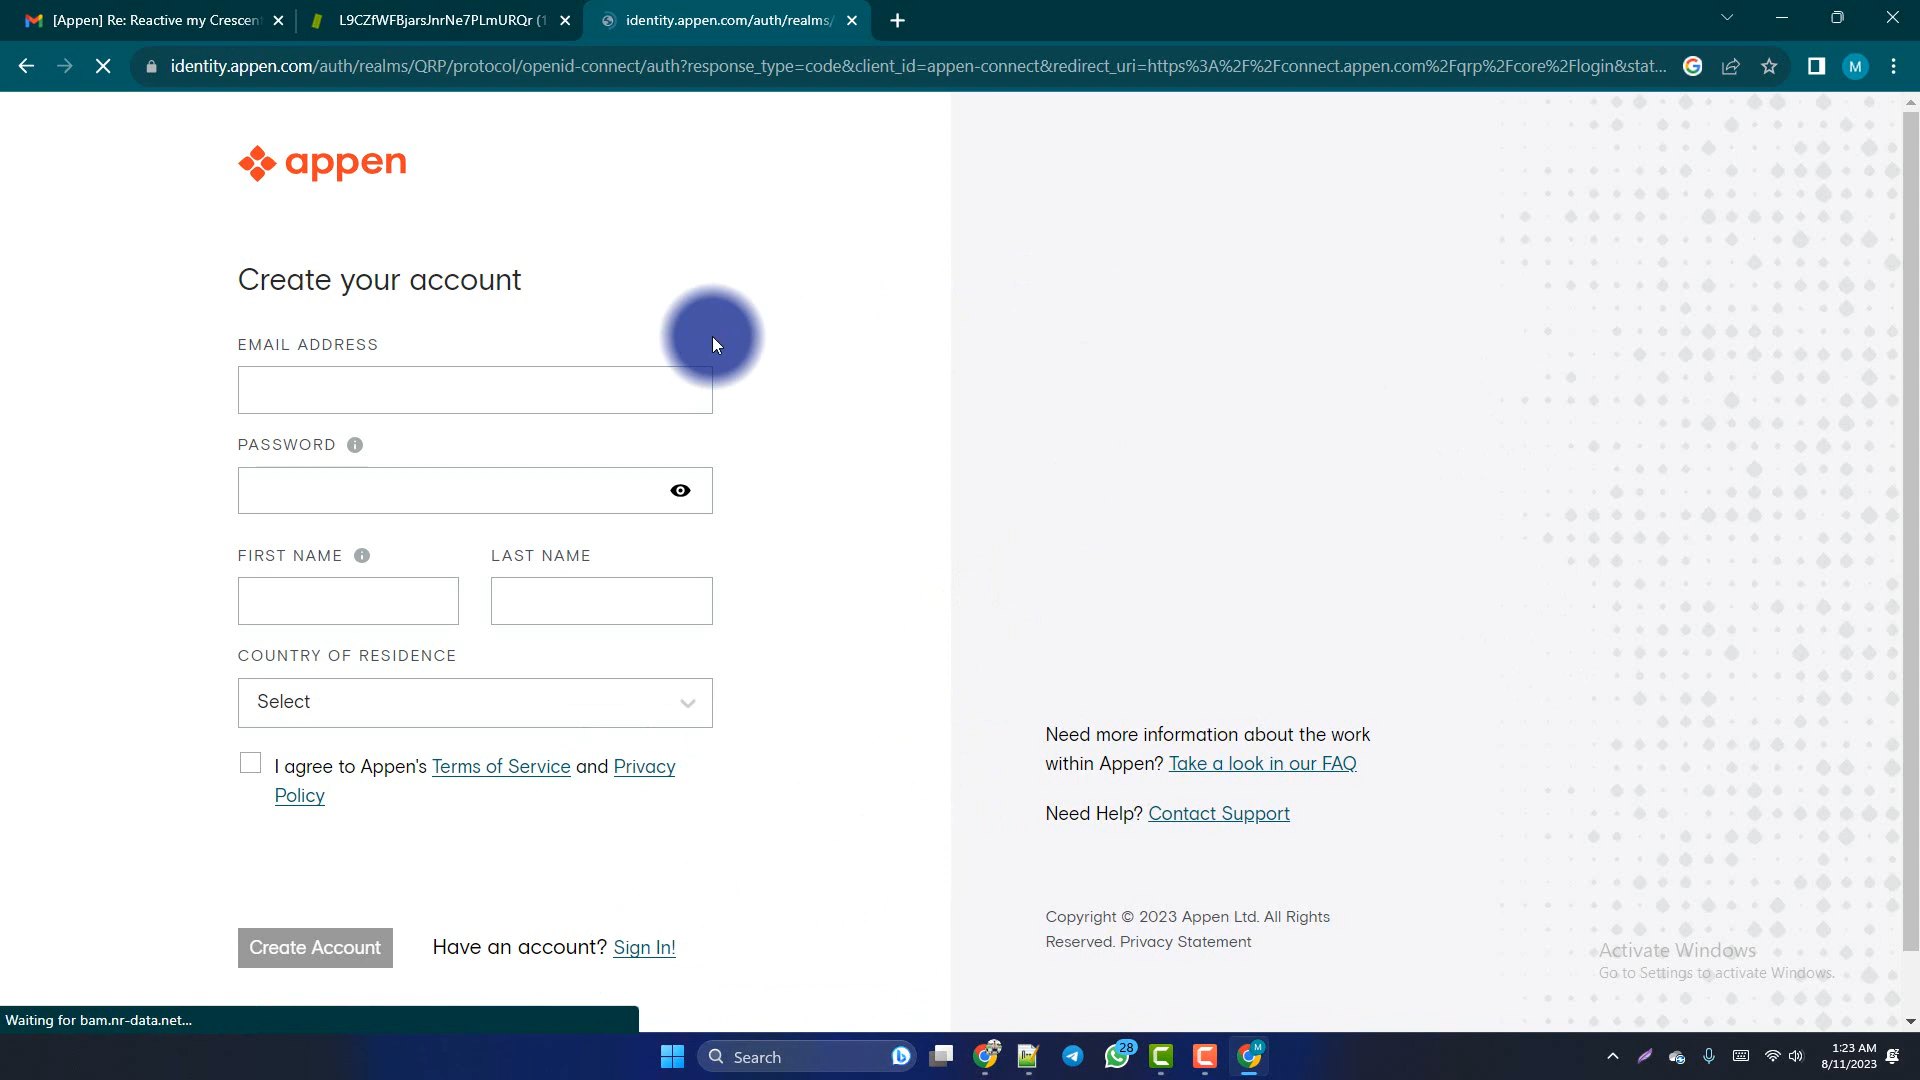 [Appen] Re: Reactive my Crescent
L9CZfWFBjarsJnrNe7PLmURQr (1
identity.appen.com/auth/realms/
identity.appen.com/auth/realms/QRP/protocol/openid-connect/auth?response_type=code&client_id=appen-connect&redirect_uri=https%3A%2F%2Fconnect.appen.com%2Fqrp%2Fcore%2Flogin&stat...
M
appen
Create your account
EMAIL ADDRESS
PASSWORD
FIRST NAME
LAST NAME
COUNTRY OF RESIDENCE
Select
I agree to Appen's Terms of Service and Privacy
Policy
Create Account
Have an account? Sign In!
Need more information about the work
within Appen? Take a look in our FAQ
Need Help? Contact Support
Copyright © 2023 Appen Ltd. All Rights
Reserved. Privacy Statement
Activate Windows
Go to Settings to activate Windows.
Waiting for bam.nr-data.net...
Search
28
M
1:23 AM
8/11/2023